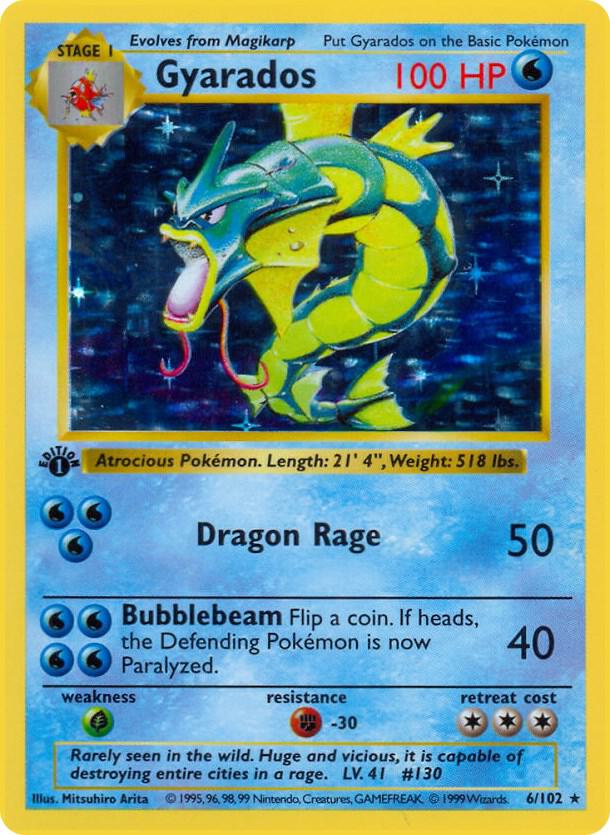 Evolves from Magikarp Put Gyarados on the Basic Pokémon
STAGE 1
Gyarados 100 HP
EDITION
1
Atrocious Pokémon. Length: 21' 4", Weight: 518 lbs.
Dragon Rage 50
Bubblebeam Flip a coin. If heads,
the Defending Pokémon is now
Paralyzed.
40
weakness resistance retreat cost
-30
Rarely seen in the wild. Huge and vicious, it is capable of
destroying entire cities in a rage. LV. 41 #130
Illus. Mitsuhiro Arita © 1995, 96, 98, 99 Nintendo, Creatures, GAMEFREAK. © 1999 Wizards. 6/102 ★